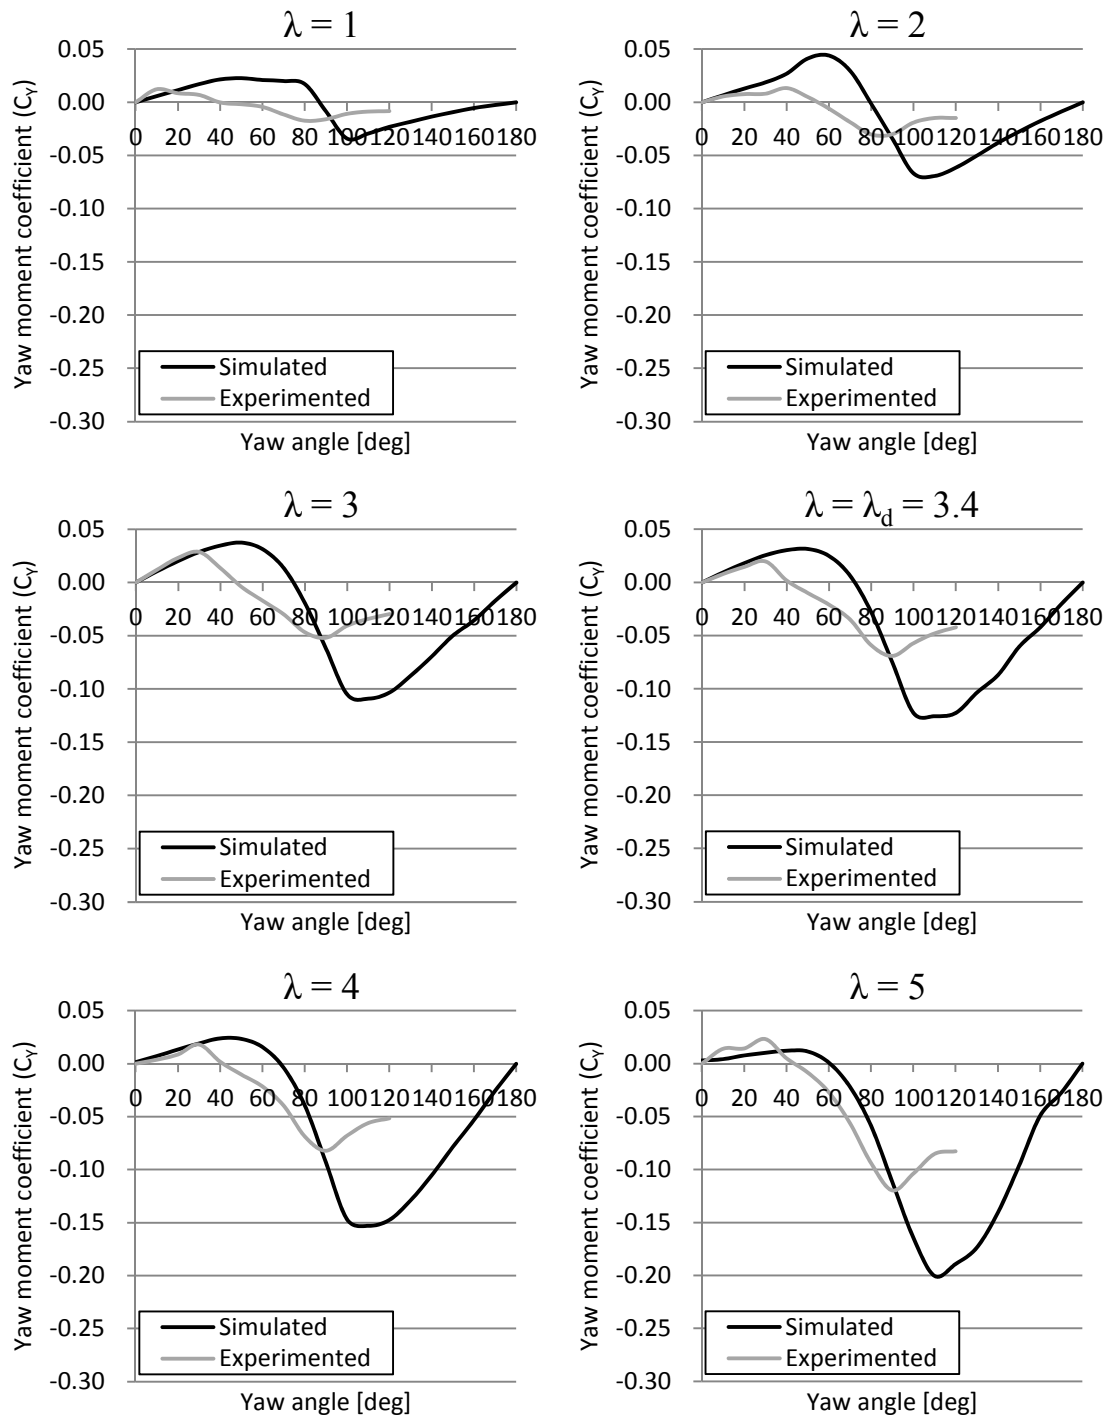 λ = 1
0.05
0.00
-0.05
-0.10
-0.15
-0.20
-0.25
-0.30
0 20 40 60 80 100 120 140 160 180
Yaw moment coefficient (CY)
Simulated
Experimented
Yaw angle [deg]
λ = 2
0.05
0.00
-0.05
-0.10
-0.15
-0.20
-0.25
-0.30
0 20 40 60 80 100 120 140 160 180
Yaw moment coefficient (CY)
Simulated
Experimented
Yaw angle [deg]
λ = 3
0.05
0.00
-0.05
-0.10
-0.15
-0.20
-0.25
-0.30
0 20 40 60 80 100 120 140 160 180
Yaw moment coefficient (CY)
Simulated
Experimented
Yaw angle [deg]
λ = λd = 3.4
0.05
0.00
-0.05
-0.10
-0.15
-0.20
-0.25
-0.30
0 20 40 60 80 100 120 140 160 180
Yaw moment coefficient (CY)
Simulated
Experimented
Yaw angle [deg]
λ = 4
0.05
0.00
-0.05
-0.10
-0.15
-0.20
-0.25
-0.30
0 20 40 60 80 100 120 140 160 180
Yaw moment coefficient (CY)
Simulated
Experimented
Yaw angle [deg]
λ = 5
0.05
0.00
-0.05
-0.10
-0.15
-0.20
-0.25
-0.30
0 20 40 60 80 100 120 140 160 180
Yaw moment coefficient (CY)
Simulated
Experimented
Yaw angle [deg]